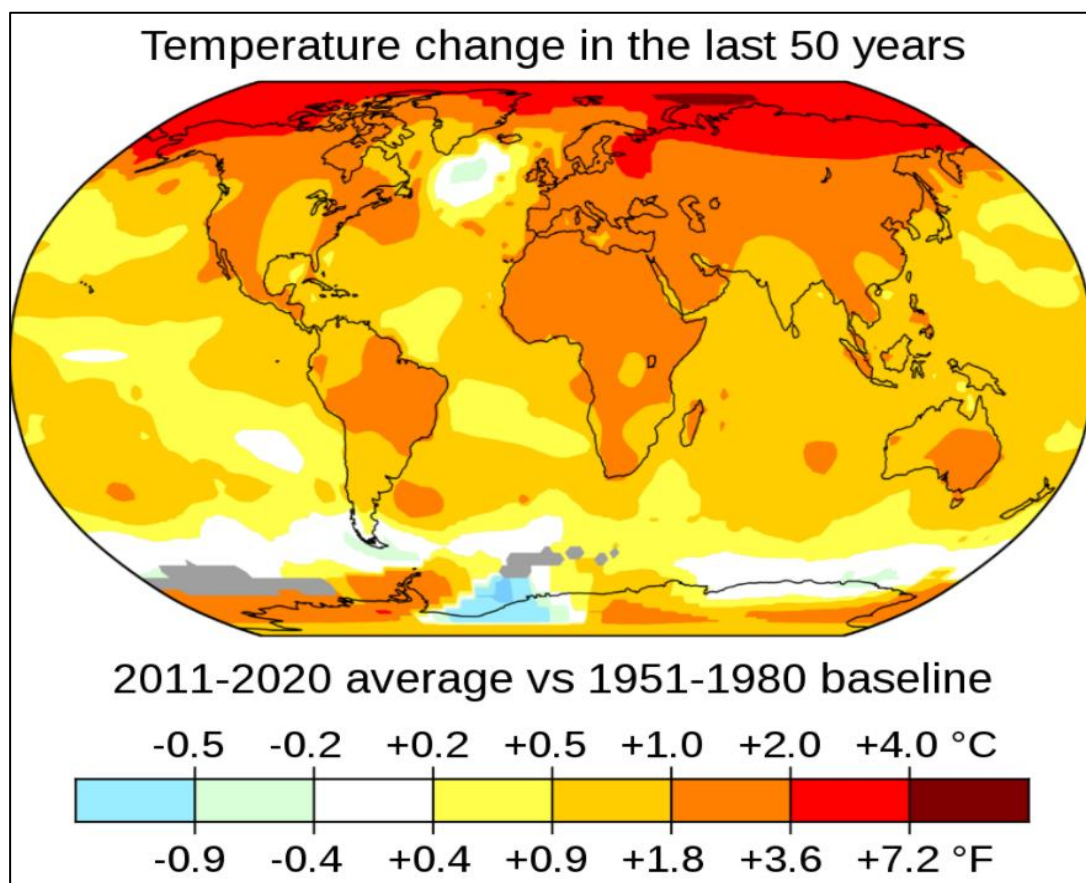 Temperature change in the last 50 years
2011-2020 average vs 1951-1980 baseline
-0.5 -0.2 +0.2 +0.5 +1.0 +2.0 +4.0 °C
-0.9 -0.4 +0.4 +0.9 +1.8 +3.6 +7.2 °F